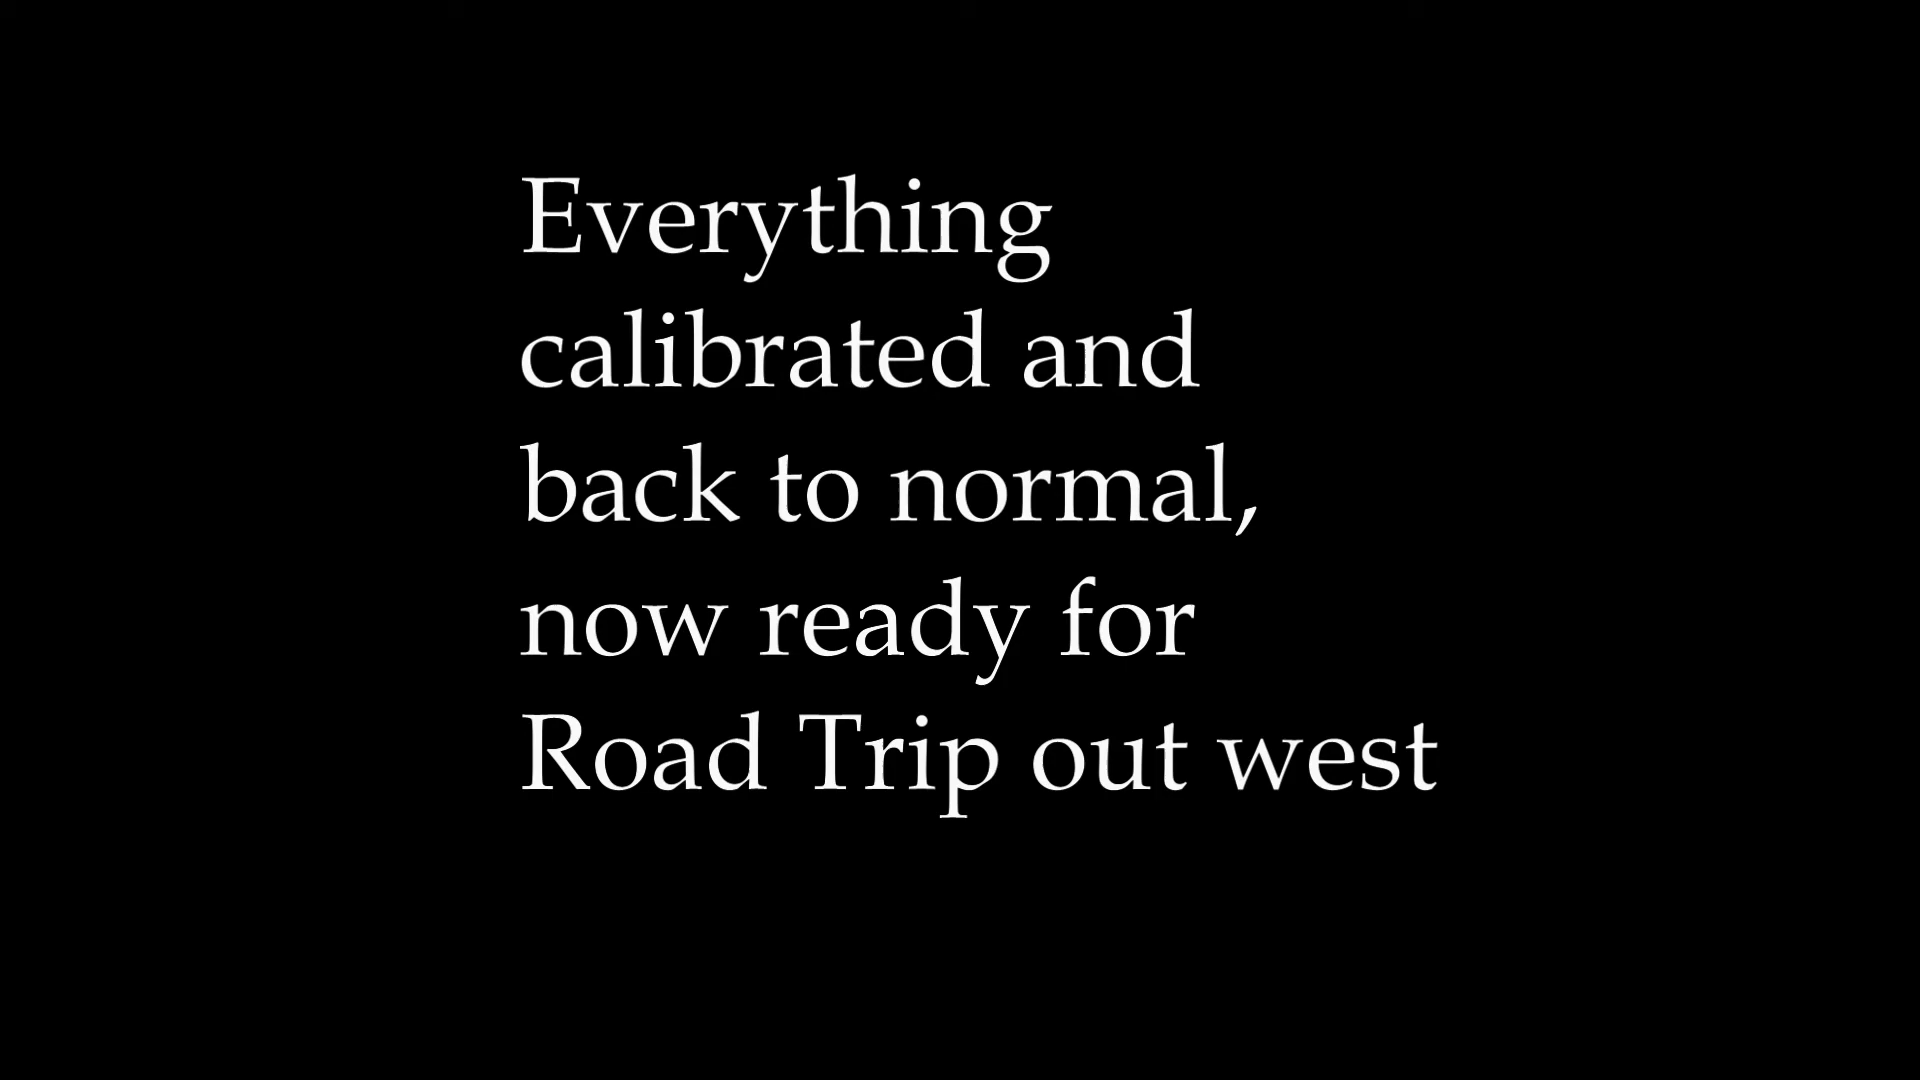 Everything
calibrated and
back to normal,
now ready for
Road Trip out west